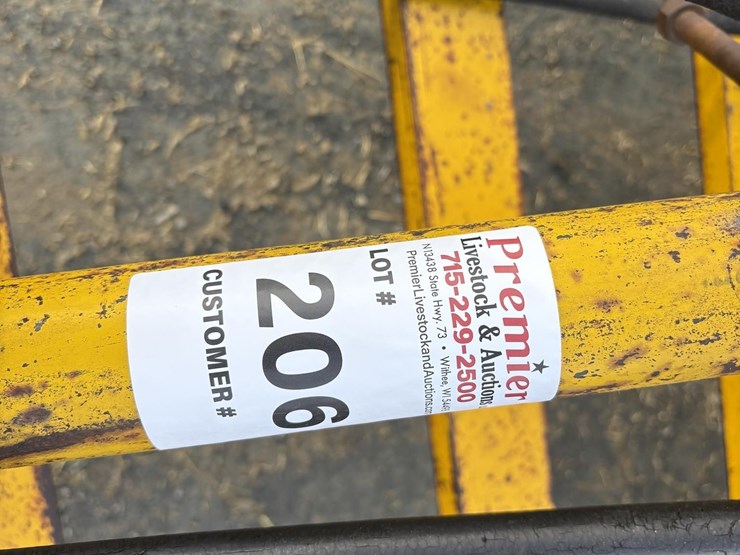 Premier
Livestock & Auctions
715-229-2500
N13438 State Hwy. 73 • Withee, WI
PremierLivestockandAuctions.com
LOT #
206
CUSTOMER #